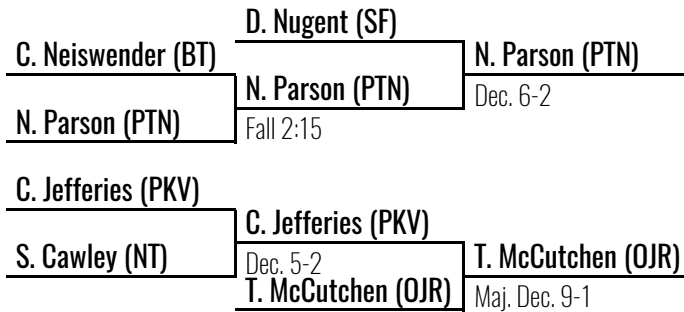 D. Nugent (SF)
C. Neiswender (BT)
N. Parson (PTN)
N. Parson (PTN)
Dec. 6-2
N. Parson (PTN)
Fall 2:15
C. Jefferies (PKV)
C. Jefferies (PKV)
S. Cawley (NT)
Dec. 5-2
T. McCutchen (OJR)
T. McCutchen (OJR)
Maj. Dec. 9-1